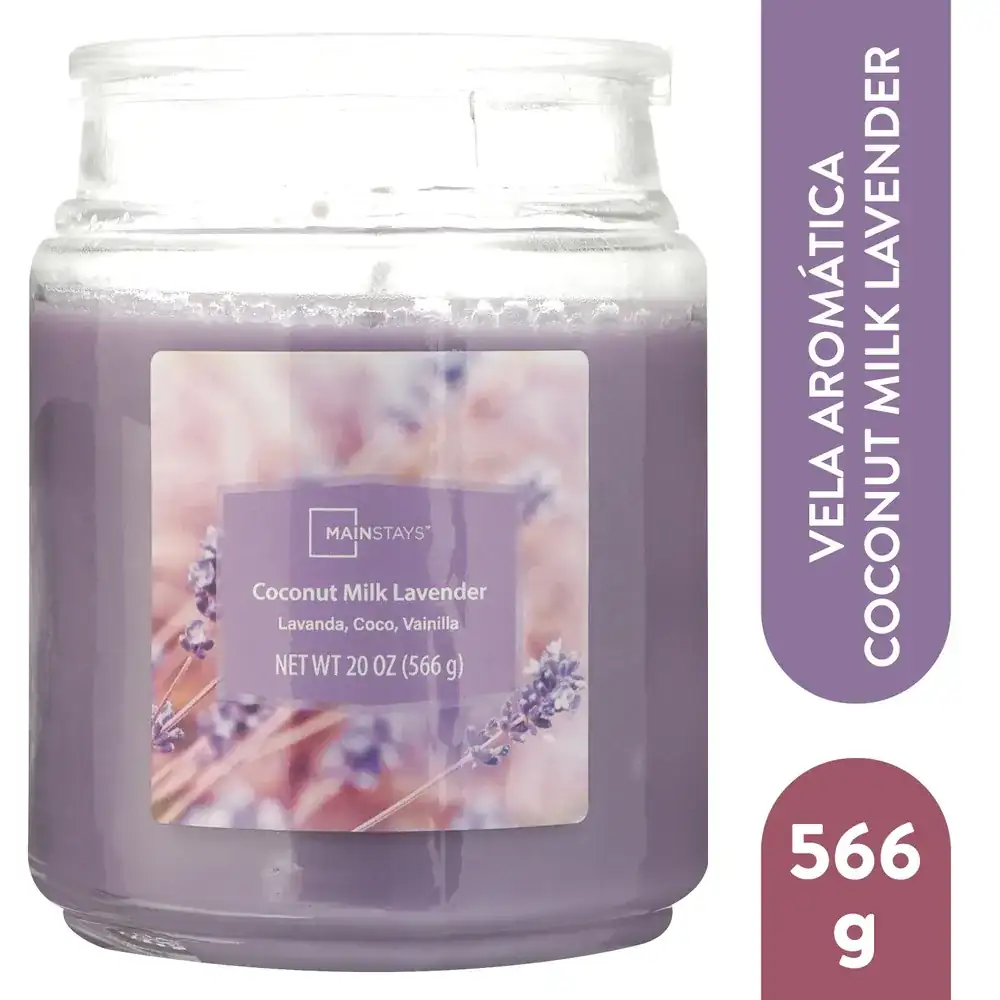 MAINSTAYS™
Coconut Milk Lavender
Lavanda, Coco, Vainilla
NET WT 20 OZ (566 g)
VELA AROMÁTICA
COCONUT MILK LAVENDER
566
g